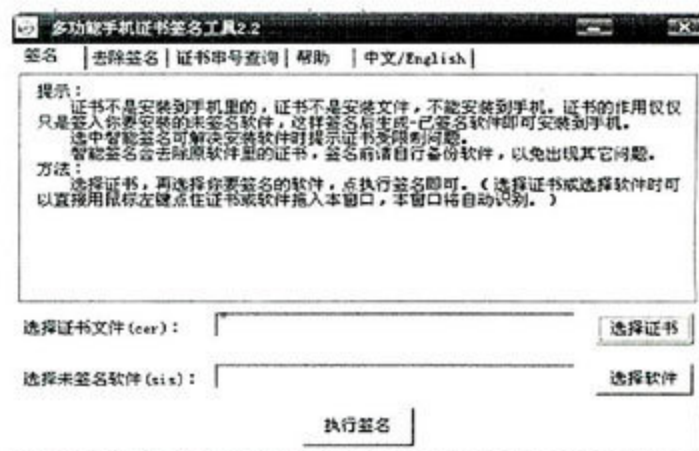 多功能手机证书签名工具2.2
签名 | 去除签名 | 证书串号查询 | 帮助 | 中文/English |
提示：
证书不是安装到手机里的，证书不是安装文件，不能安装到手机。证书的作用仅仅
只是签入你要安装的未签名软件，这样签名后生成-已签名软件即可安装到手机。
选中智能签名可解决安装软件时提示证书受限制问题。
智能签名会去除原软件里的证书，签名前请自行备份软件，以免出现其它问题。
方法：
选择证书，再选择你要签名的软件，点执行签名即可。（选择证书或选择软件时可
以直接用鼠标左键点住证书或软件拖入本窗口，本窗口将自动识别。）
选择证书文件(cer)： 选择证书
选择未签名软件(sis)： 选择软件
执行签名